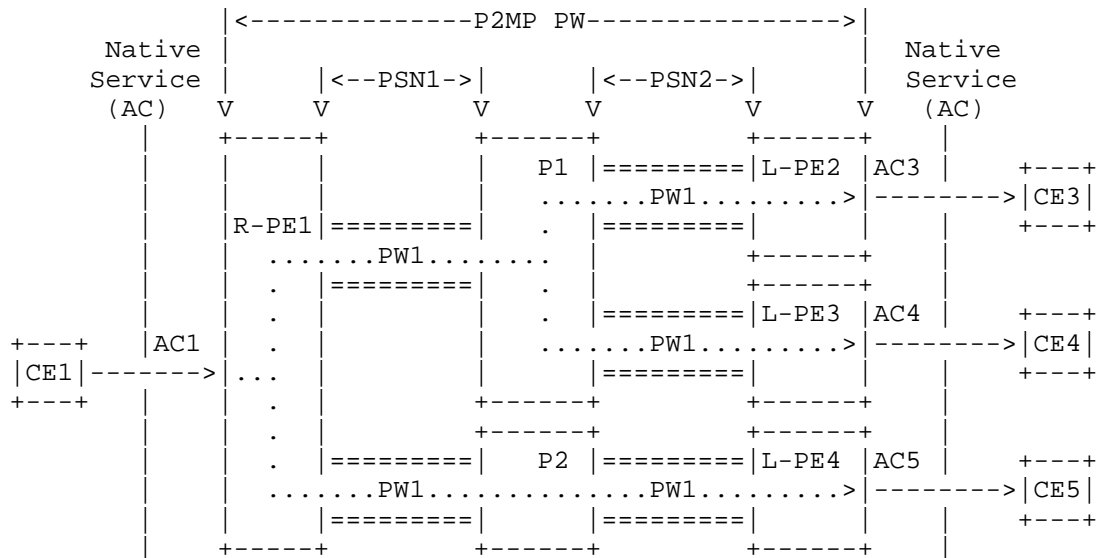 |<--------------P2MP PW---------------->|
Native | | Native
Service | |<--PSN1->| |<--PSN2->| | Service
(AC) V V V V V V (AC)
| +-----+ +------+ +------+ |
| | | | P1 |=========|L-PE2 |AC3 | +---+
| | | | .......PW1.........>|-------->|CE3|
| |R-PE1|=========| . |=========| | | +---+
| | .......PW1........ | +------+ |
| | . |=========| . | +------+ |
| | . | | . |=========|L-PE3 |AC4 | +---+
+---+ |AC1 | . | | .......PW1.........>|-------->|CE4|
|CE1|------->|... | | |=========| | | +---+
+---+ | | . | +------+ +------+ |
| | . | +------+ +------+ |
| | . |=========| P2 |=========|L-PE4 |AC5 | +---+
| | .......PW1..............PW1.........>|-------->|CE5|
| | |=========| |=========| | | +---+
| +-----+ +------+ +------+ |